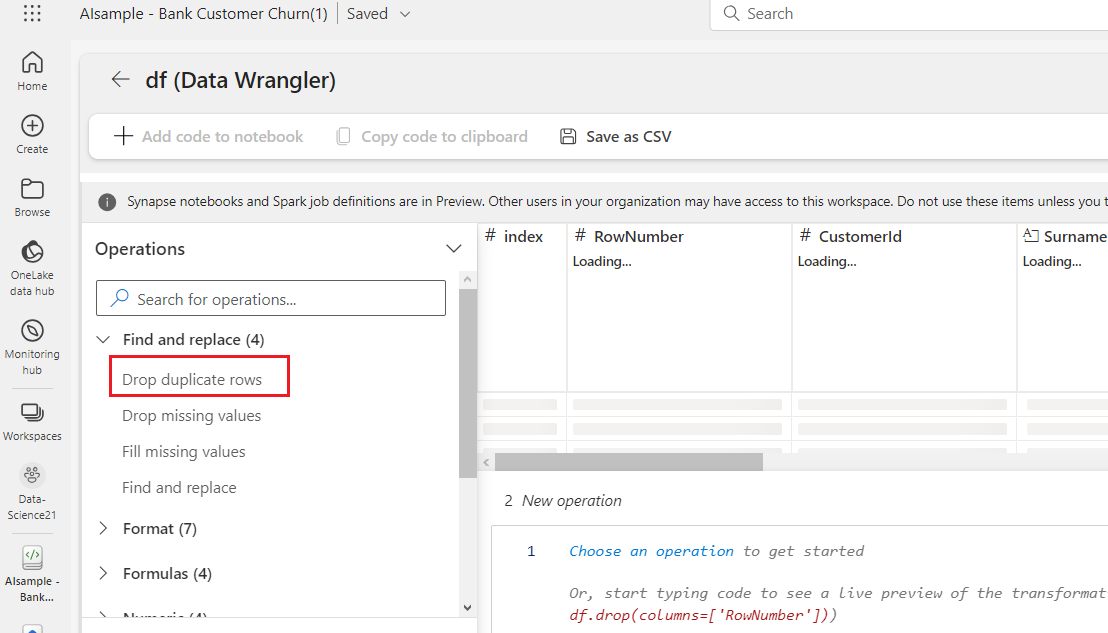 AIsample - Bank Customer Churn(1) Saved
Search
Home
Create
Browse
OneLake
data hub
Monitoring
hub
Workspaces
Data-
Science21
AIsample -
Bank...
df (Data Wrangler)
Add code to notebook Copy code to clipboard Save as CSV
Synapse notebooks and Spark job definitions are in Preview. Other users in your organization may have access to this workspace. Do not use these items unless you t
Operations
Search for operations...
Find and replace (4)
Drop duplicate rows
Drop missing values
Fill missing values
Find and replace
Format (7)
Formulas (4)
Numeric (4)
# index # RowNumber # CustomerId Surname
Loading... Loading... Loading...
2 New operation
1 Choose an operation to get started
Or, start typing code to see a live preview of the transformat
df.drop(columns=['RowNumber']))